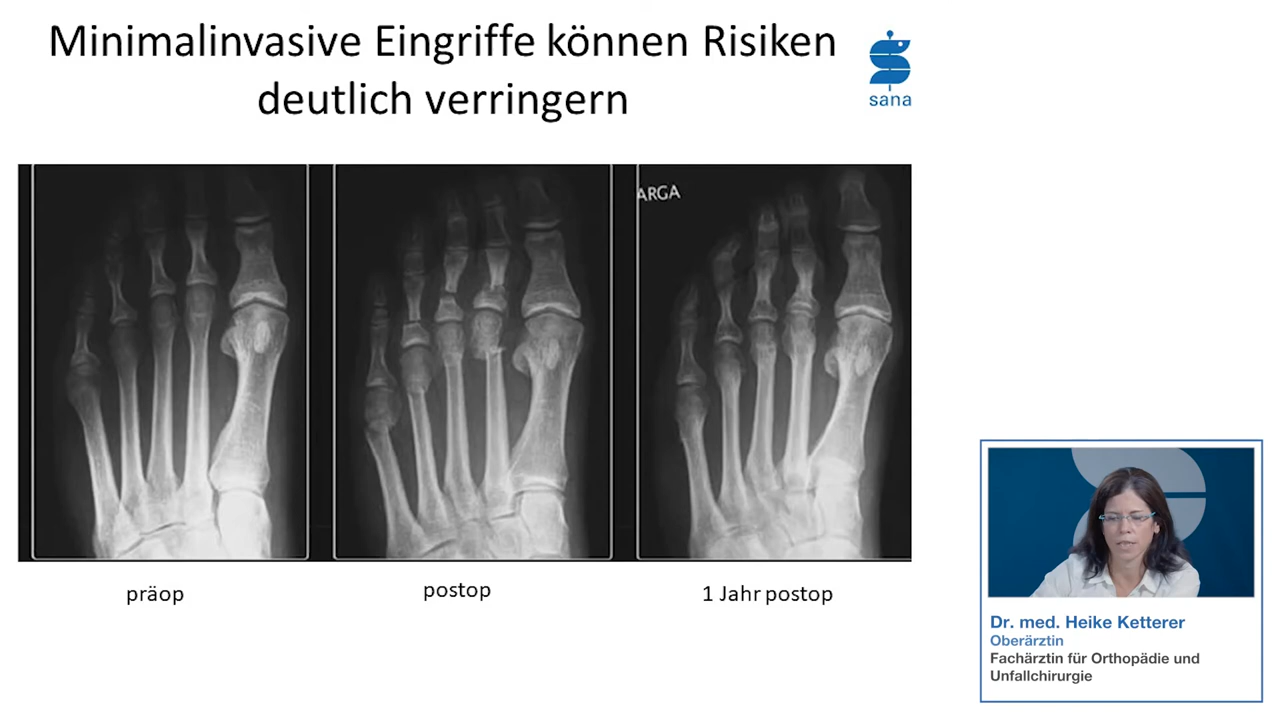 Minimalinvasive Eingriffe können Risiken
deutlich verringern
sana
ARGA
präop
postop
1 Jahr postop
Dr. med. Heike Ketterer
Oberärztin
Fachärztin für Orthopädie und
Unfallchirurgie